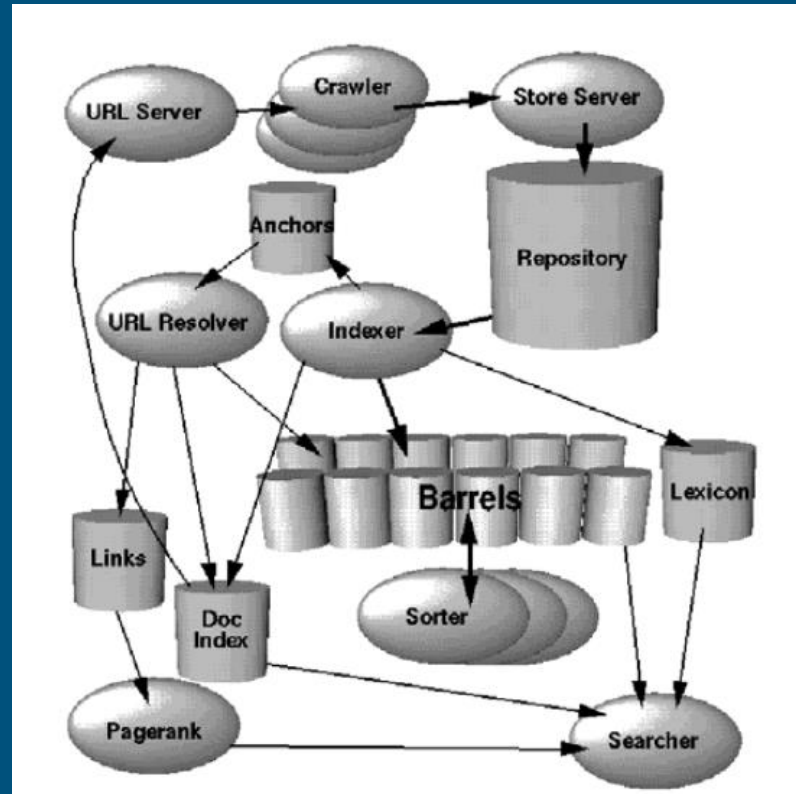 URL Server
Crawler
Store Server
Anchors
Repository
URL Resolver
Indexer
Barrels
Lexicon
Links
Doc
Index
Sorter
Pagerank
Searcher